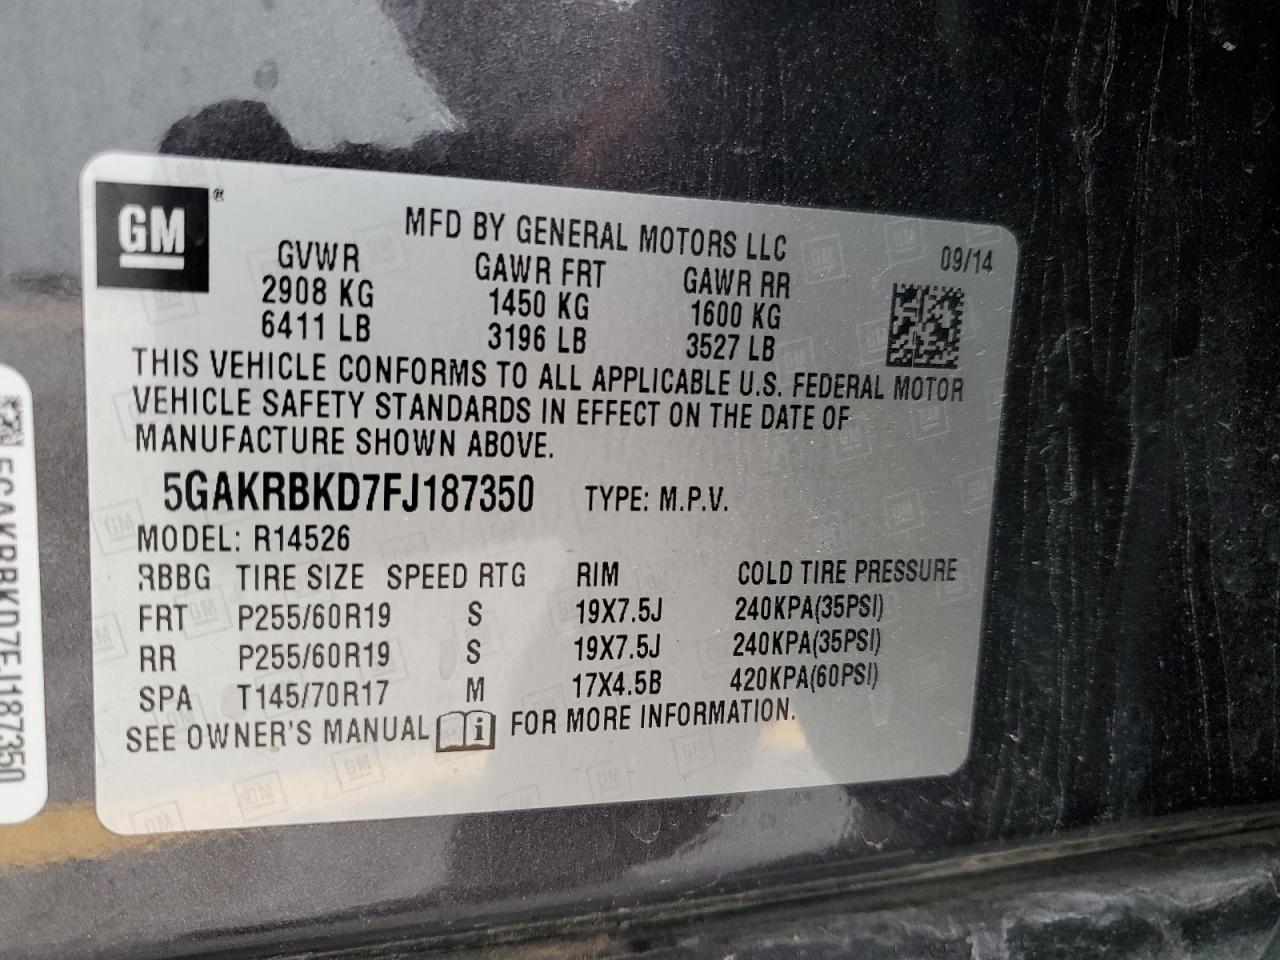 GM®
MFD BY GENERAL MOTORS LLC
09/14
GVWR GAWR FRT GAWR RR
2908 KG 1450 KG 1600 KG
6411 LB 3196 LB 3527 LB
THIS VEHICLE CONFORMS TO ALL APPLICABLE U.S. FEDERAL MOTOR
VEHICLE SAFETY STANDARDS IN EFFECT ON THE DATE OF
MANUFACTURE SHOWN ABOVE.
5GAKRBKD7FJ187350 TYPE: M.P.V.
MODEL: R14526
RBBG TIRE SIZE SPEED RTG RIM COLD TIRE PRESSURE
FRT P255/60R19 S 19X7.5J 240KPA(35PSI)
RR P255/60R19 S 19X7.5J 240KPA(35PSI)
SPA T145/70R17 M 17X4.5B 420KPA(60PSI)
SEE OWNER'S MANUAL i FOR MORE INFORMATION.
5GAKRBKD7FJ187350